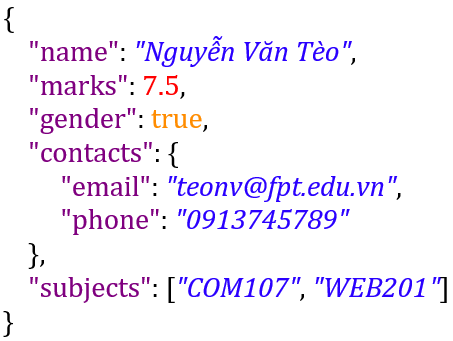 {
"name": "Nguyễn Văn Tèo",
"marks": 7.5,
"gender": true,
"contacts": {
"email": "teonv@fpt.edu.vn",
"phone": "0913745789"
},
"subjects": ["COM107", "WEB201"]
}